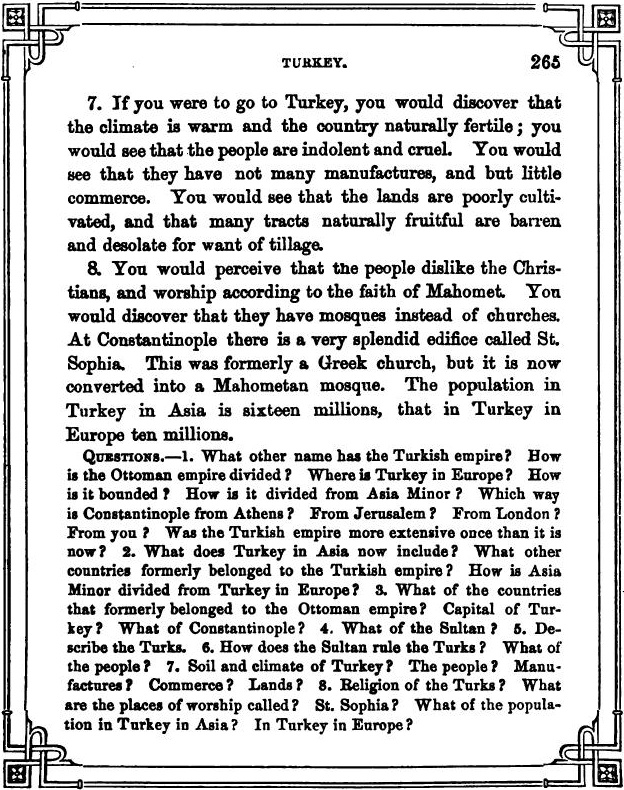 TURKEY. 265
7. If you were to go to Turkey, you would discover that
the climate is warm and the country naturally fertile; you
would see that the people are indolent and cruel. You would
see that they have not many manufactures, and but little
commerce. You would see that the lands are poorly culti-
vated, and that many tracts naturally fruitful are barren
and desolate for want of tillage.
8. You would perceive that the people dislike the Chris-
tians, and worship according to the faith of Mahomet. You
would discover that they have mosques instead of churches.
At Constantinople there is a very splendid edifice called St.
Sophia. This was formerly a Greek church, but it is now
converted into a Mahometan mosque. The population in
Turkey in Asia is sixteen millions, that in Turkey in
Europe ten millions.
QUESTIONS.—1. What other name has the Turkish empire? How
is the Ottoman empire divided? Where is Turkey in Europe? How
is it bounded? How is it divided from Asia Minor? Which way
is Constantinople from Athens? From Jerusalem? From London?
From you? Was the Turkish empire more extensive once than it is
now? 2. What does Turkey in Asia now include? What other
countries formerly belonged to the Turkish empire? How is Asia
Minor divided from Turkey in Europe? 3. What of the countries
that formerly belonged to the Ottoman empire? Capital of Tur-
key? What of Constantinople? 4. What of the Sultan? 5. De-
scribe the Turks. 6. How does the Sultan rule the Turks? What of
the people? 7. Soil and climate of Turkey? The people? Manu-
factures? Commerce? Lands? 8. Religion of the Turks? What
are the places of worship called? St. Sophia? What of the popula-
tion in Turkey in Asia? In Turkey in Europe?